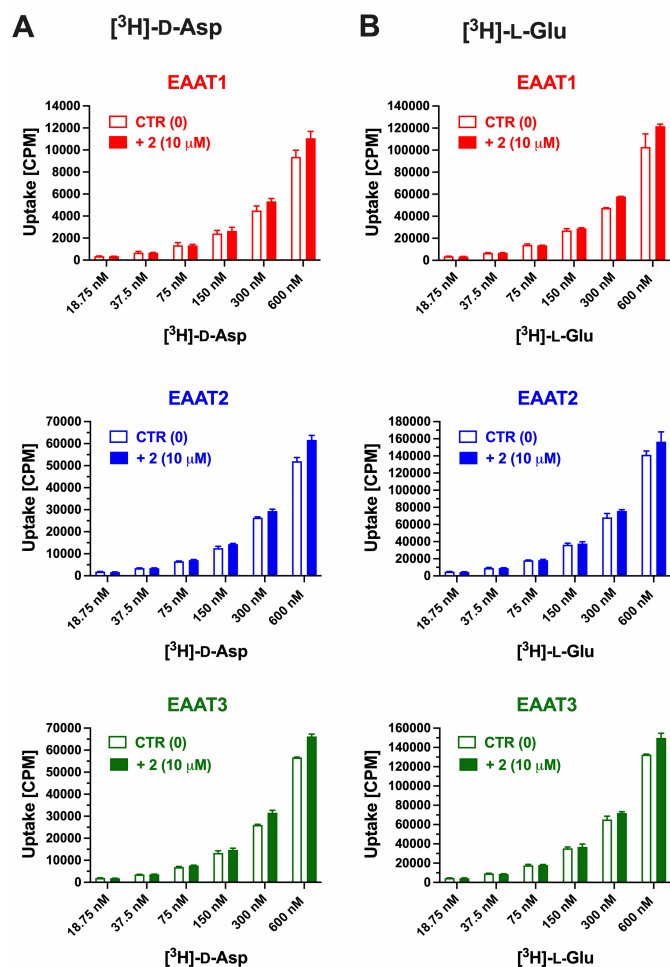 A [³H]-D-Asp
B [³H]-L-Glu
EAAT1
CTR (0)
+ 2 (10 μM)
Uptake [CPM]
14000
12000
10000
8000
6000
4000
2000
0
18.75 nM
37.5 nM
75 nM
150 nM
300 nM
600 nM
[³H]-D-Asp
EAAT1
CTR (0)
+ 2 (10 μM)
Uptake [CPM]
140000
120000
100000
80000
60000
40000
20000
0
18.75 nM
37.5 nM
75 nM
150 nM
300 nM
600 nM
[³H]-L-Glu
EAAT2
CTR (0)
+ 2 (10 μM)
Uptake [CPM]
70000
60000
50000
40000
30000
20000
10000
0
18.75 nM
37.5 nM
75 nM
150 nM
300 nM
600 nM
[³H]-D-Asp
EAAT2
CTR (0)
+ 2 (10 μM)
Uptake [CPM]
180000
160000
140000
120000
100000
80000
60000
40000
20000
0
18.75 nM
37.5 nM
75 nM
150 nM
300 nM
600 nM
[³H]-L-Glu
EAAT3
CTR (0)
+ 2 (10 μM)
Uptake [CPM]
70000
60000
50000
40000
30000
20000
10000
0
18.75 nM
37.5 nM
75 nM
150 nM
300 nM
600 nM
[³H]-D-Asp
EAAT3
CTR (0)
+ 2 (10 μM)
Uptake [CPM]
160000
140000
120000
100000
80000
60000
40000
20000
0
18.75 nM
37.5 nM
75 nM
150 nM
300 nM
600 nM
[³H]-L-Glu